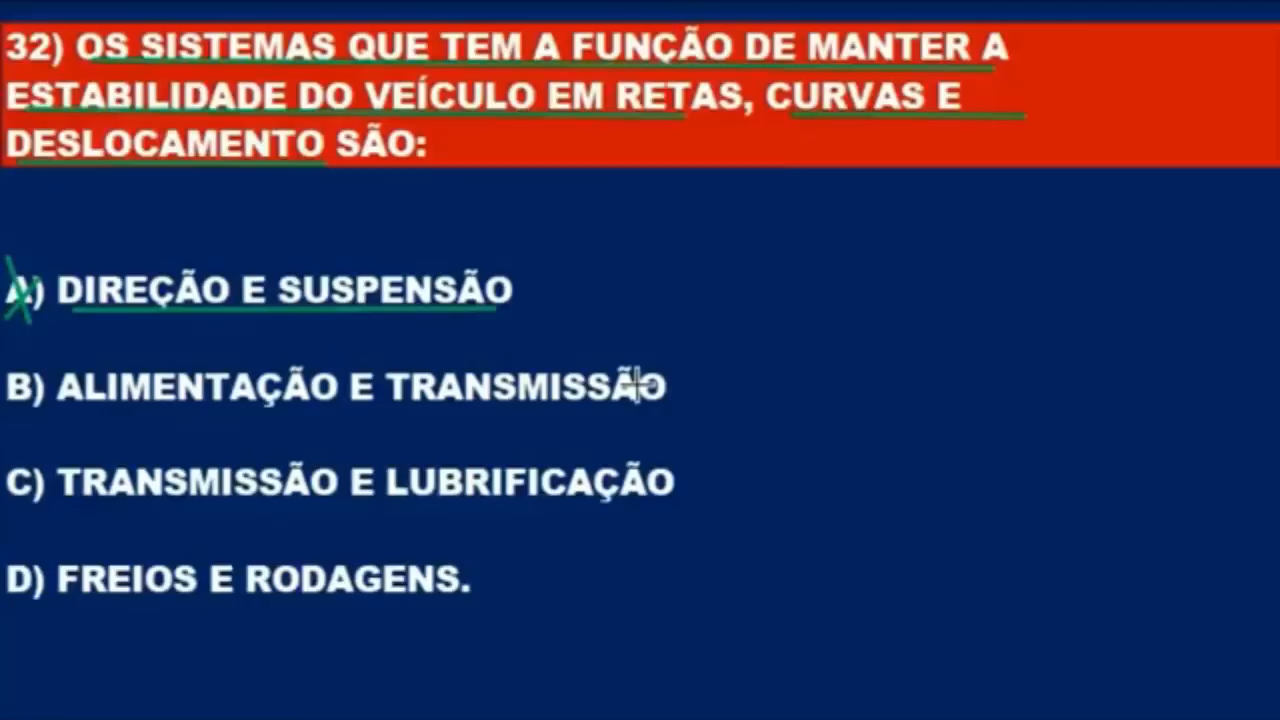 32) OS SISTEMAS QUE TEM A FUNÇÃO DE MANTER A
ESTABILIDADE DO VEÍCULO EM RETAS, CURVAS E
DESLOCAMENTO SÃO:
A) DIREÇÃO E SUSPENSÃO
B) ALIMENTAÇÃO E TRANSMISSÃO
C) TRANSMISSÃO E LUBRIFICAÇÃO
D) FREIOS E RODAGENS.